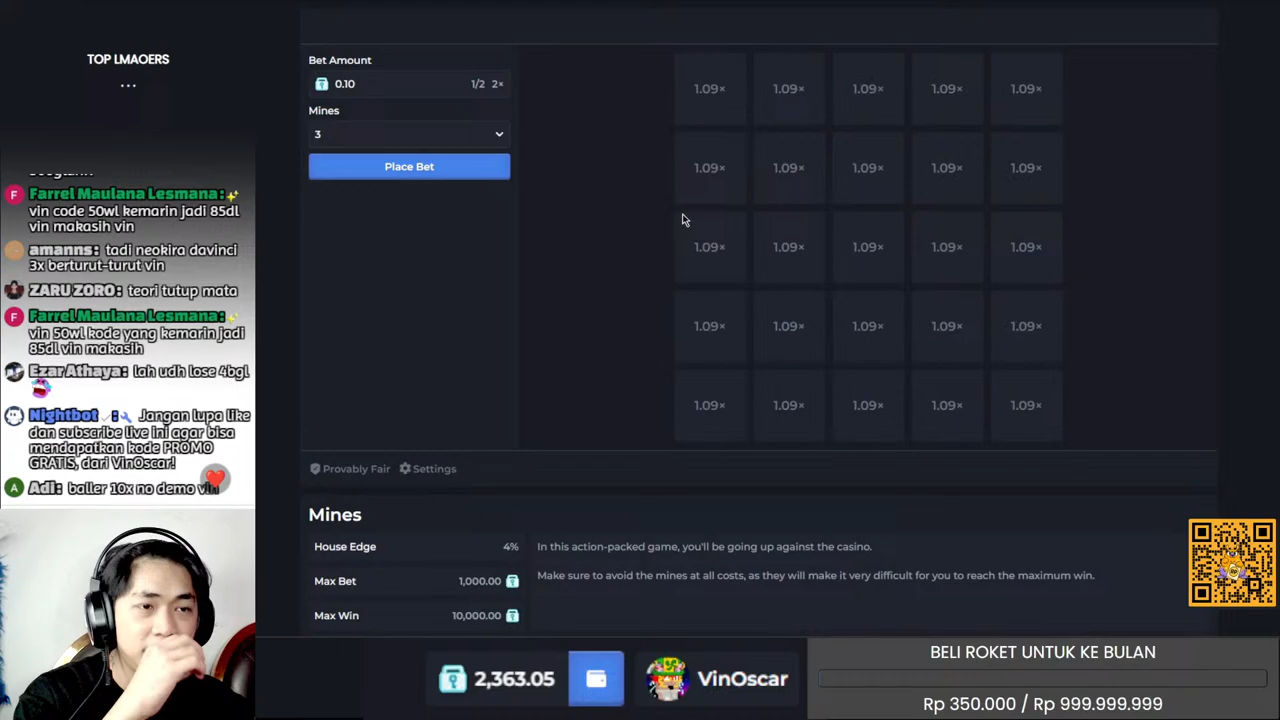 TOP LMAOERS
...
Farrel Maulana Lesmana:
vin code 50wl kemarin jadi 85dl
vin makasih vin
amanns: tadi neokira davinci
3x berturut-turut vin
ZARU ZORO: teori tutup mata
Farrel Maulana Lesmana:
vin 50wl kode yang kemarin jadi
85dl vin makasih
Ezar Athaya: lah udh lose 4bgl
Nightbot: Jangan lupa like
dan subscribe live ini agar bisa
mendapatkan kode PROMO
GRATIS, dari VinOscar!
Adi: baller 10x no demo vin
Bet Amount
0.10 1/2 2×
Mines
3
Place Bet
1.09× 1.09× 1.09× 1.09× 1.09×
1.09× 1.09× 1.09× 1.09× 1.09×
1.09× 1.09× 1.09× 1.09× 1.09×
1.09× 1.09× 1.09× 1.09× 1.09×
1.09× 1.09× 1.09× 1.09× 1.09×
Provably Fair Settings
Mines
House Edge 4%
Max Bet 1,000.00
Max Win 10,000.00
In this action-packed game, you'll be going up against the casino.
Make sure to avoid the mines at all costs, as they will make it very difficult for you to reach the maximum win.
2,363.05
VinOscar
BELI ROKET UNTUK KE BULAN
Rp 350.000 / Rp 999.999.999